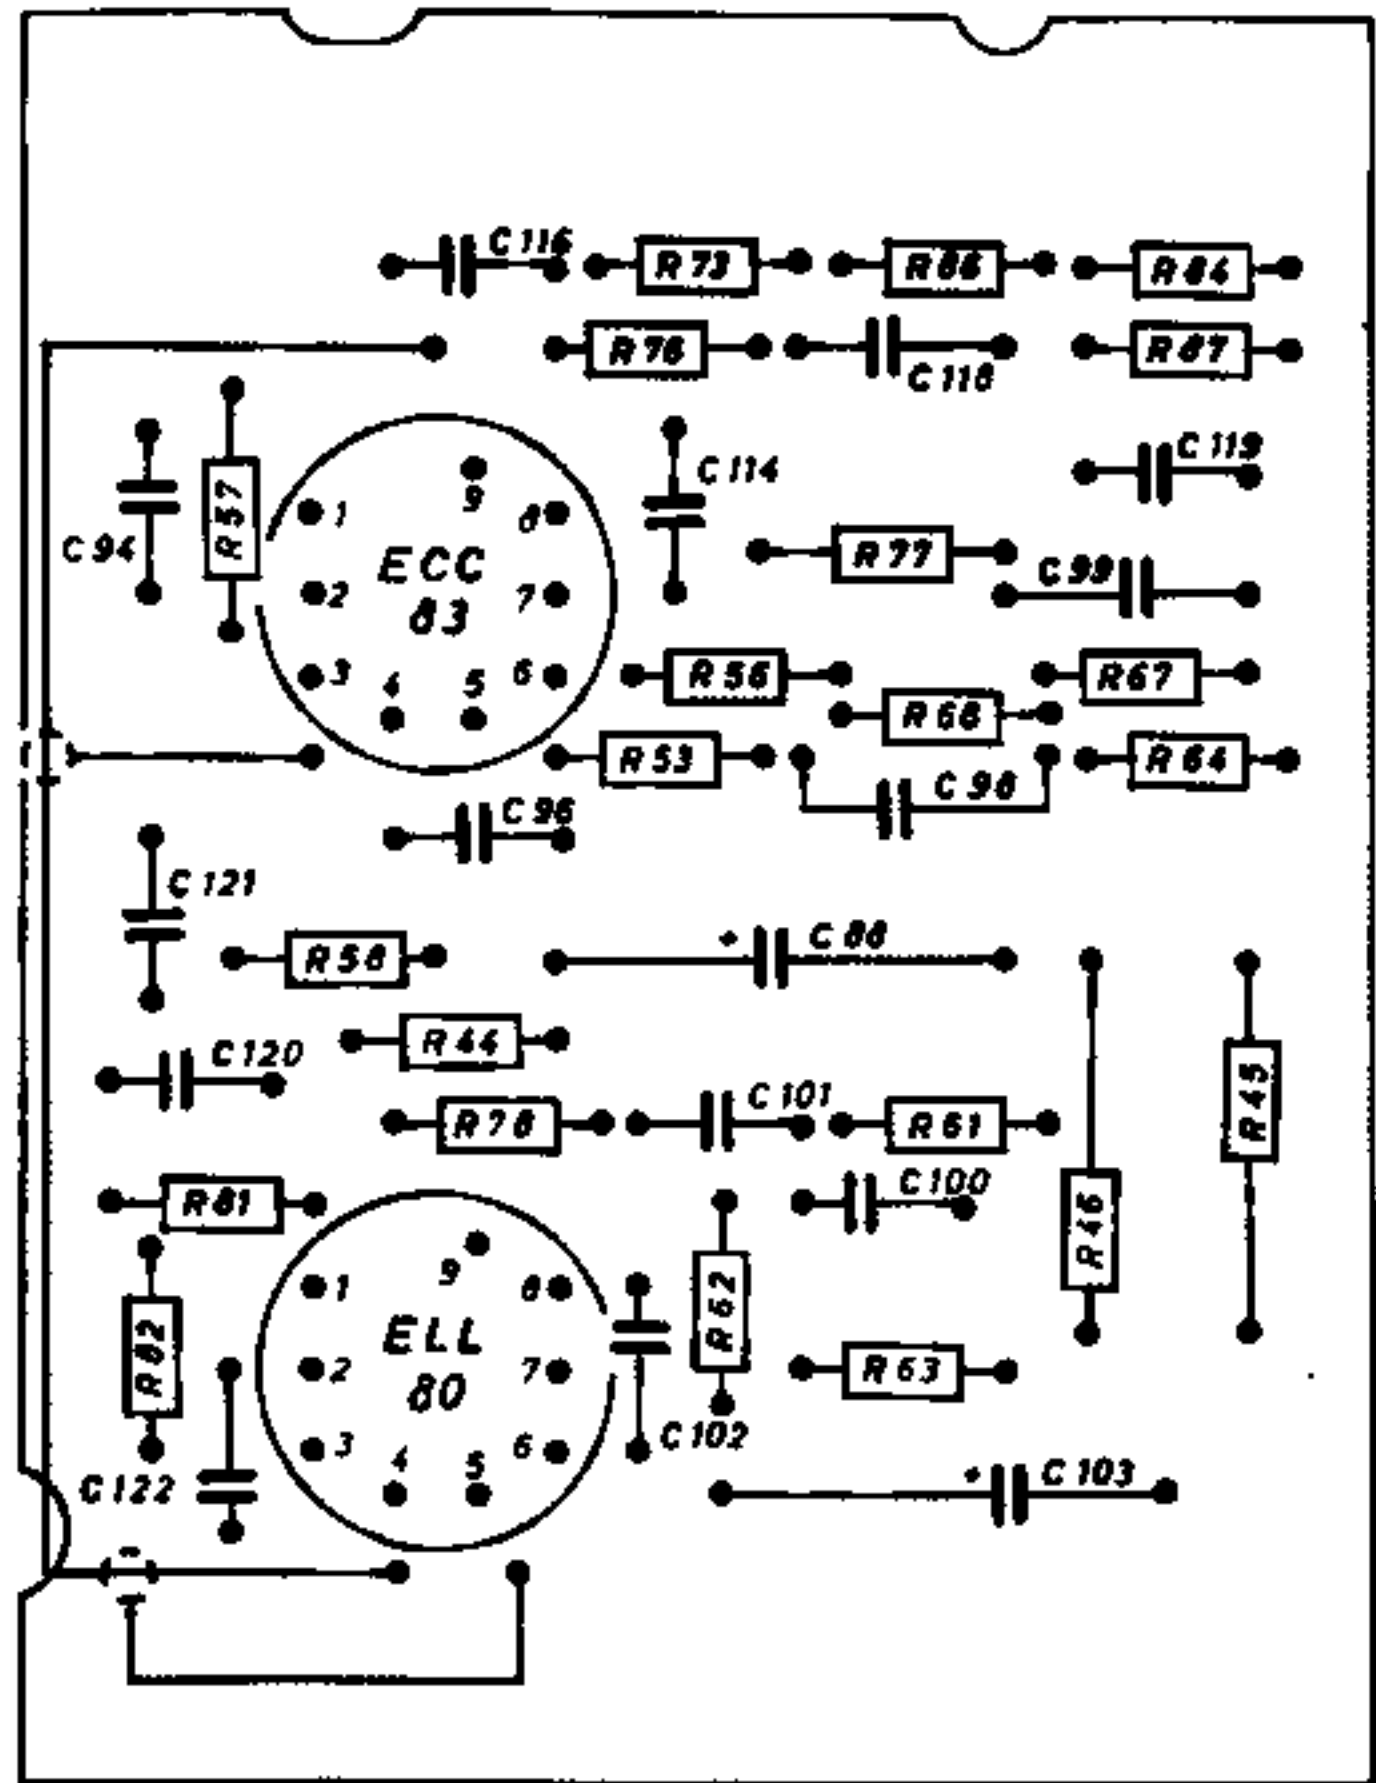 C 116
R 73
R 86
R 84
R 76
C 118
R 87
C 94
R 57
1
9
8
ECC
2
83
7
3
4
5
6
C 114
C 119
R 77
C 99
R 56
R 67
R 68
R 53
C 98
R 64
C 96
C 121
R 58
+
C 88
R 44
C 120
R 78
C 101
R 61
R 45
R 81
C 100
R 46
R 82
1
9
8
ELL
2
80
7
3
4
5
6
R 62
R 63
C 102
C 122
+
C 103